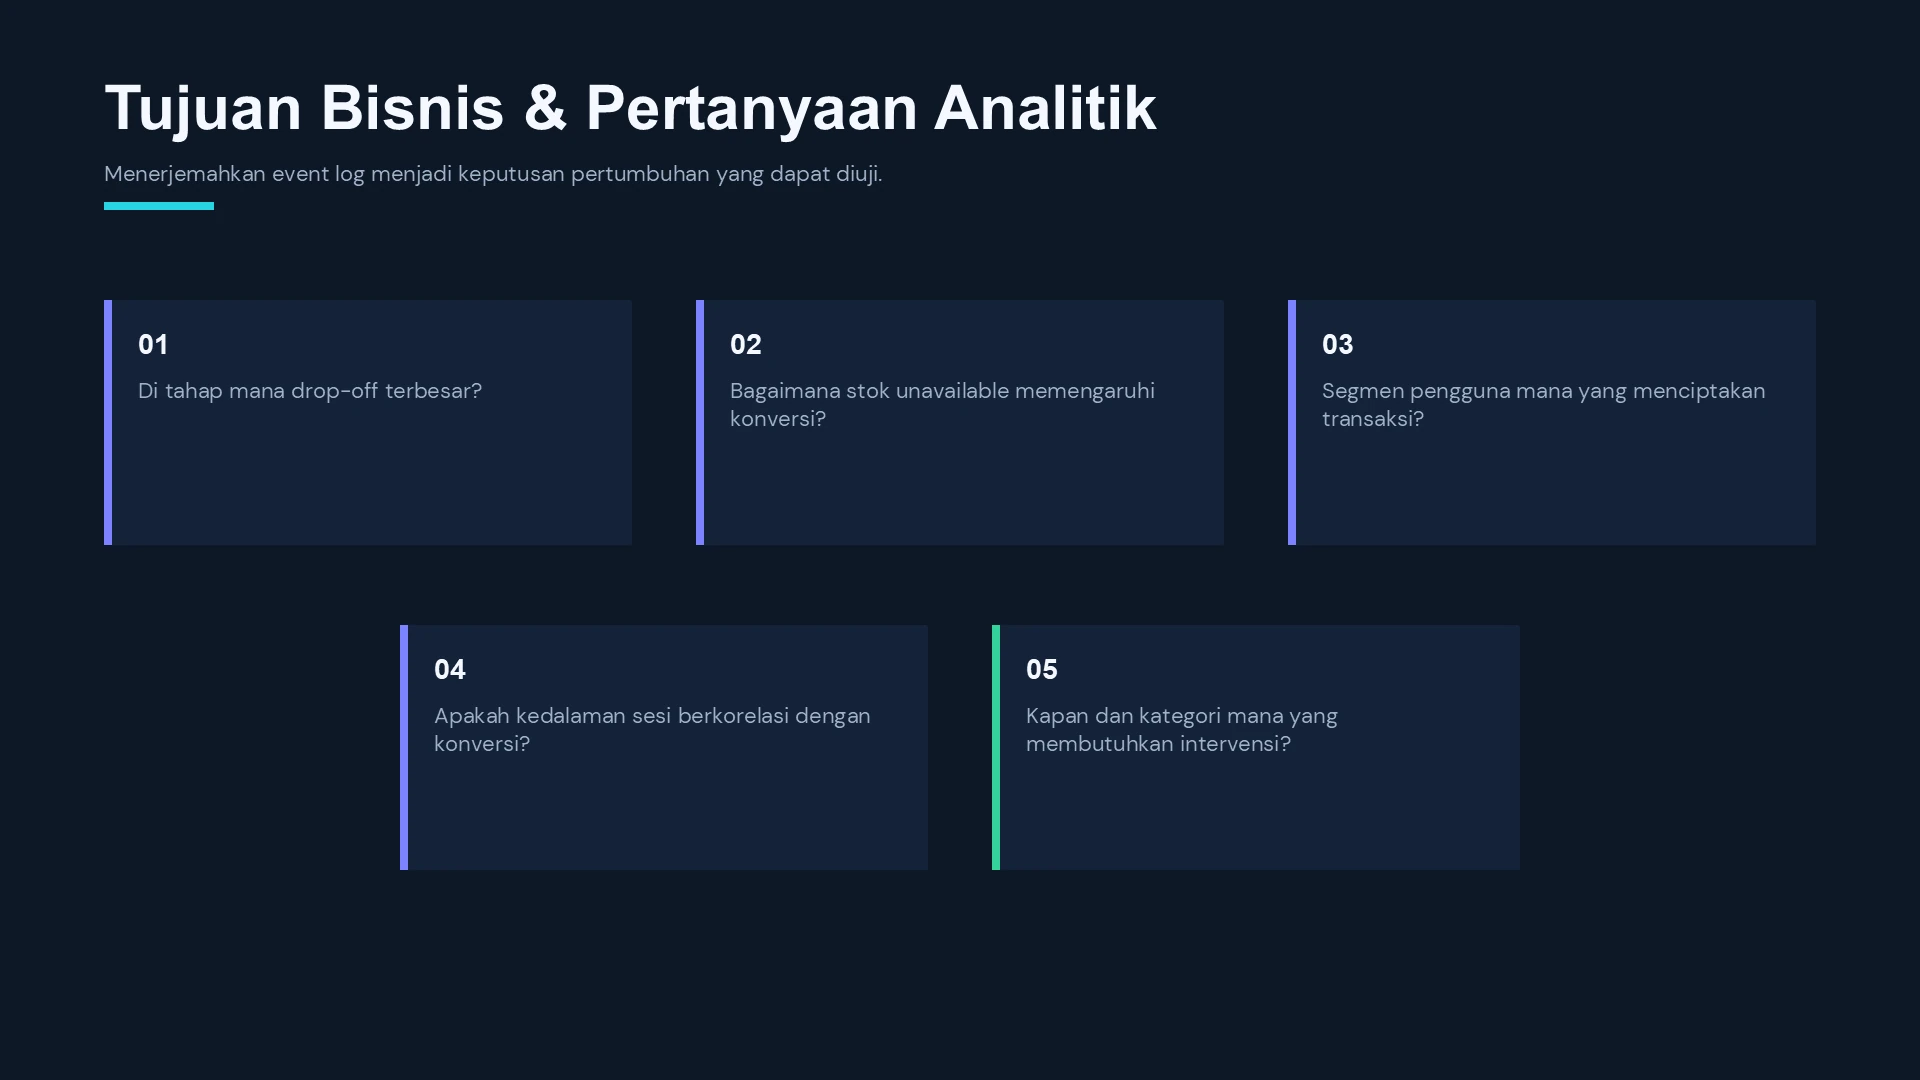 Tujuan Bisnis & Pertanyaan Analitik
Menerjemahkan event log menjadi keputusan pertumbuhan yang dapat diuji.
01
Di tahap mana drop-off terbesar?
02
Bagaimana stok unavailable memengaruhi
konversi?
03
Segmen pengguna mana yang menciptakan
transaksi?
04
Apakah kedalaman sesi berkorelasi dengan
konversi?
05
Kapan dan kategori mana yang
membutuhkan intervensi?